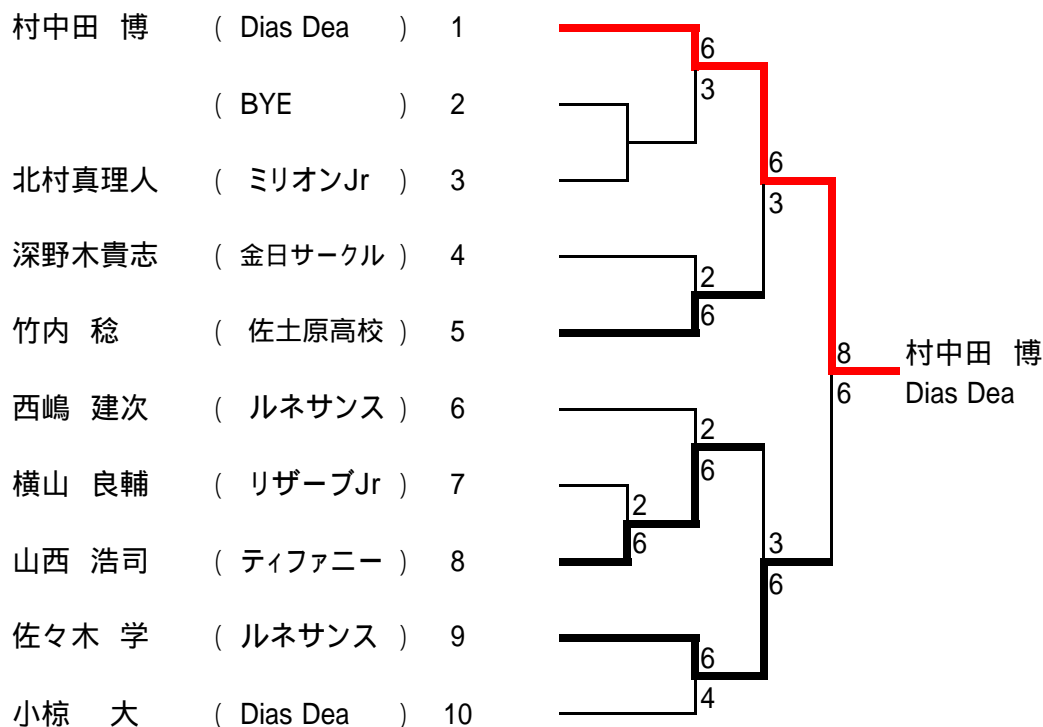 村中田 博 ( Dias Dea ) 1
6
( BYE ) 2
3
北村真理人 ( ミリオンJr ) 3
6
3
深野木貴志 ( 金日サークル ) 4
2
竹内 稔 ( 佐土原高校 ) 5
6
8 村中田 博
6 Dias Dea
西嶋 建次 ( ルネサンス ) 6
2
横山 良輔 ( リザーブJr ) 7
6
2
山西 浩司 ( ティファニー ) 8
6
3
6
佐々木 学 ( ルネサンス ) 9
6
小椋 大 ( Dias Dea ) 10
4